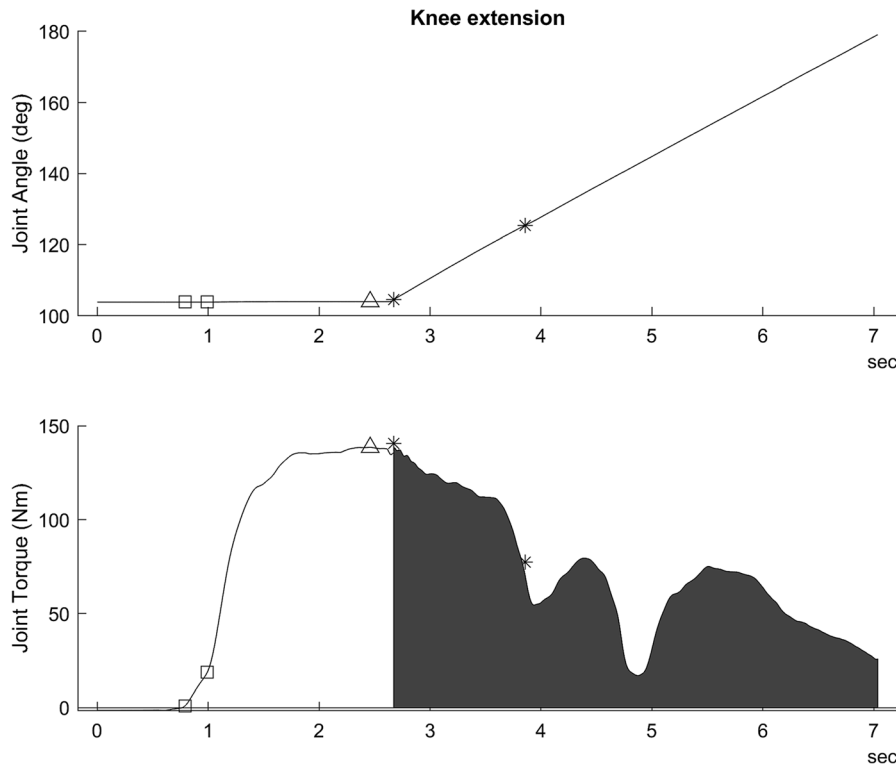 Knee extension
Joint Angle (deg)
180
160
140
120
100
0 1 2 3 4 5 6 7
sec
Joint Torque (Nm)
150
100
50
0
0 1 2 3 4 5 6 7
sec